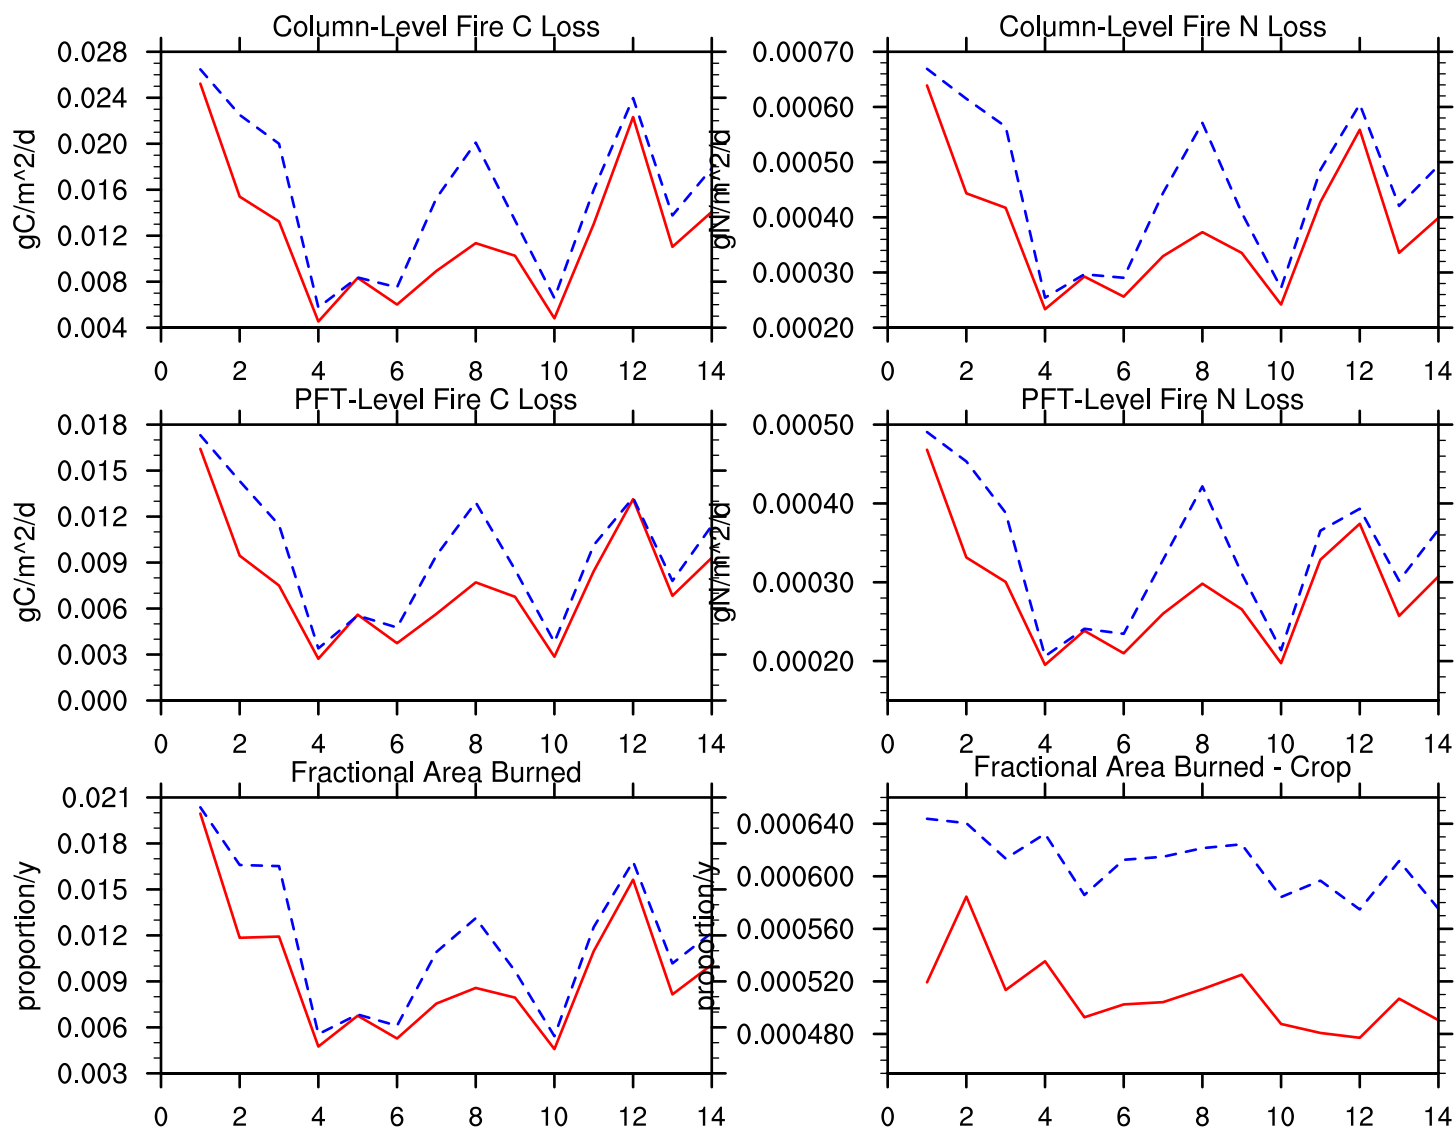 Column-Level Fire C Loss
gC/m^2/d
0.028
0.024
0.020
0.016
0.012
0.008
0.004
0 2 4 6 8 10 12 14
Column-Level Fire N Loss
gN/m^2/d
0.00070
0.00060
0.00050
0.00040
0.00030
0.00020
0 2 4 6 8 10 12 14
PFT-Level Fire C Loss
gC/m^2/d
0.018
0.015
0.012
0.009
0.006
0.003
0.000
0 2 4 6 8 10 12 14
PFT-Level Fire N Loss
gN/m^2/d
0.00050
0.00040
0.00030
0.00020
0 2 4 6 8 10 12 14
Fractional Area Burned
proportion/y
0.021
0.018
0.015
0.012
0.009
0.006
0.003
0 2 4 6 8 10 12 14
Fractional Area Burned - Crop
proportion/y
0.000640
0.000600
0.000560
0.000520
0.000480
0 2 4 6 8 10 12 14